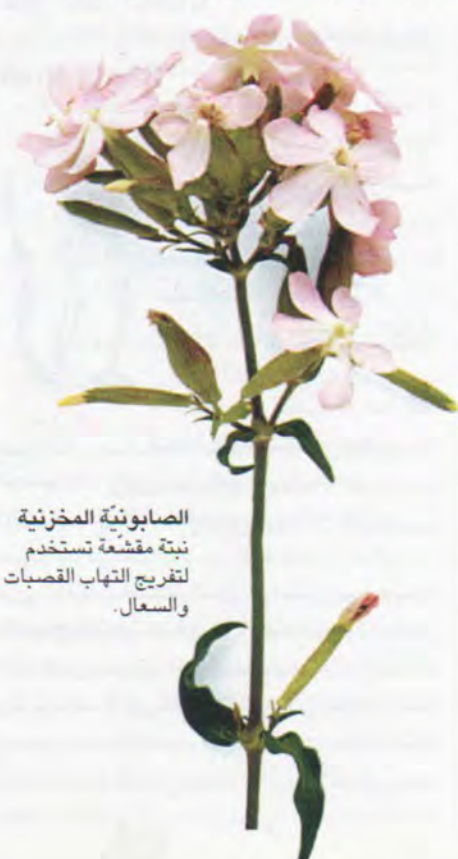 الصابونيّة المخزنية
نبتة مقشّعة تستخدم
لتفريج التهاب القصبات
والسعال.